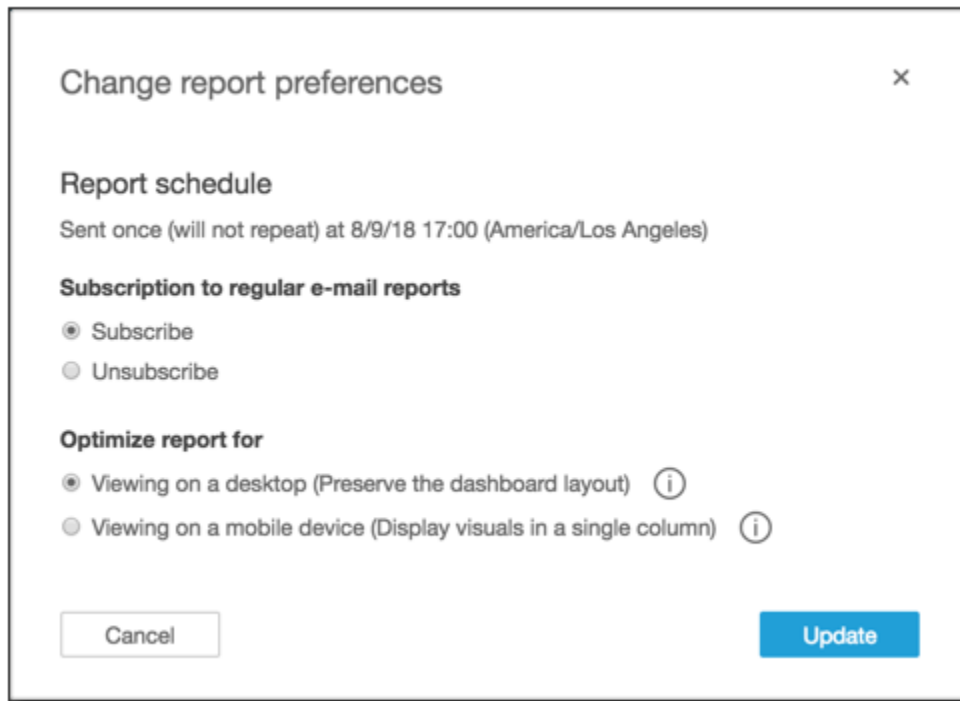 Change report preferences
Report schedule
Sent once (will not repeat) at 8/9/18 17:00 (America/Los Angeles)
Subscription to regular e-mail reports
Subscribe
Unsubscribe
Optimize report for
Viewing on a desktop (Preserve the dashboard layout)
Viewing on a mobile device (Display visuals in a single column)
Cancel
Update